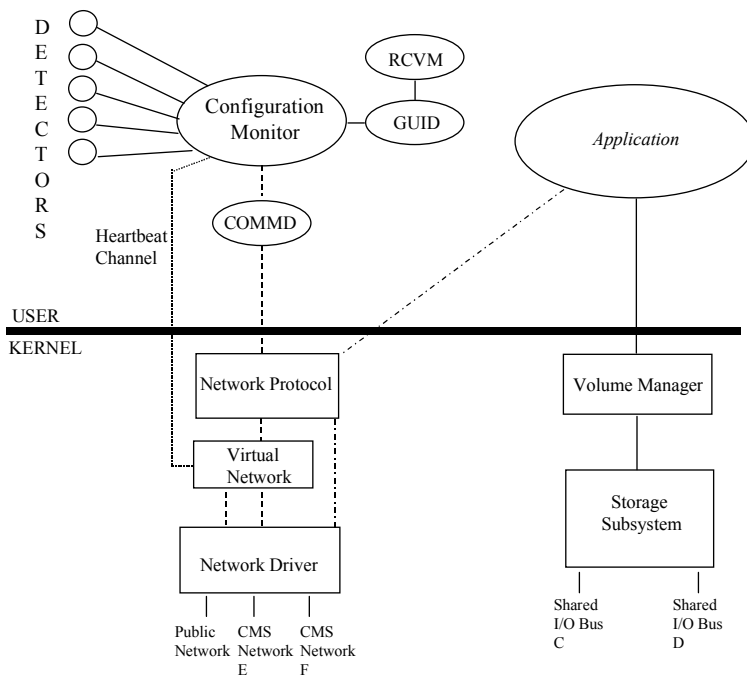 DETECTORS
Configuration
Monitor
RCVM
GUID
Application
COMMD
Heartbeat
Channel
USER
KERNEL
Network Protocol
Volume Manager
Virtual
Network
Storage
Subsystem
Network Driver
Public
Network
CMS
Network
E
CMS
Network
F
Shared
I/O Bus
C
Shared
I/O Bus
D